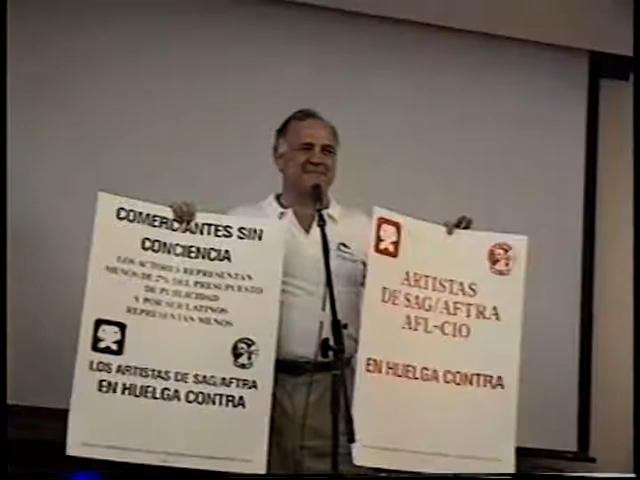 COMERCIANTES SIN
CONCIENCIA
LOS ACTORES REPRESENTAN
MENOS DE 2% DEL PRESUPUESTO
DE PUBLICIDAD
Y POR SER LATINOS
REPRESENTAN MENOS
LOS ARTISTAS DE SAG/AFTRA
EN HUELGA CONTRA
ARTISTAS
DE SAG/AFTRA
AFL-CIO
EN HUELGA CONTRA